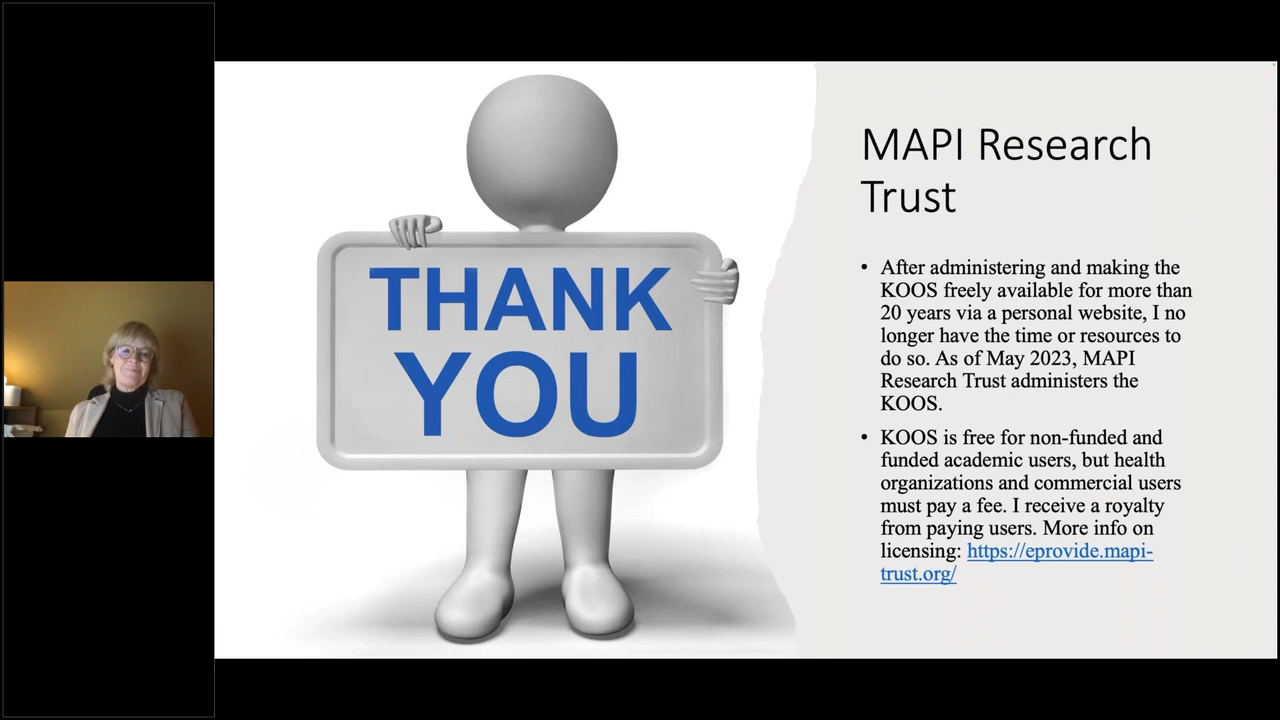 THANK
YOU
MAPI Research
Trust
• After administering and making the
KOOS freely available for more than
20 years via a personal website, I no
longer have the time or resources to
do so. As of May 2023, MAPI
Research Trust administers the
KOOS.
• KOOS is free for non-funded and
funded academic users, but health
organizations and commercial users
must pay a fee. I receive a royalty
from paying users. More info on
licensing: https://eprovide.mapi-
trust.org/